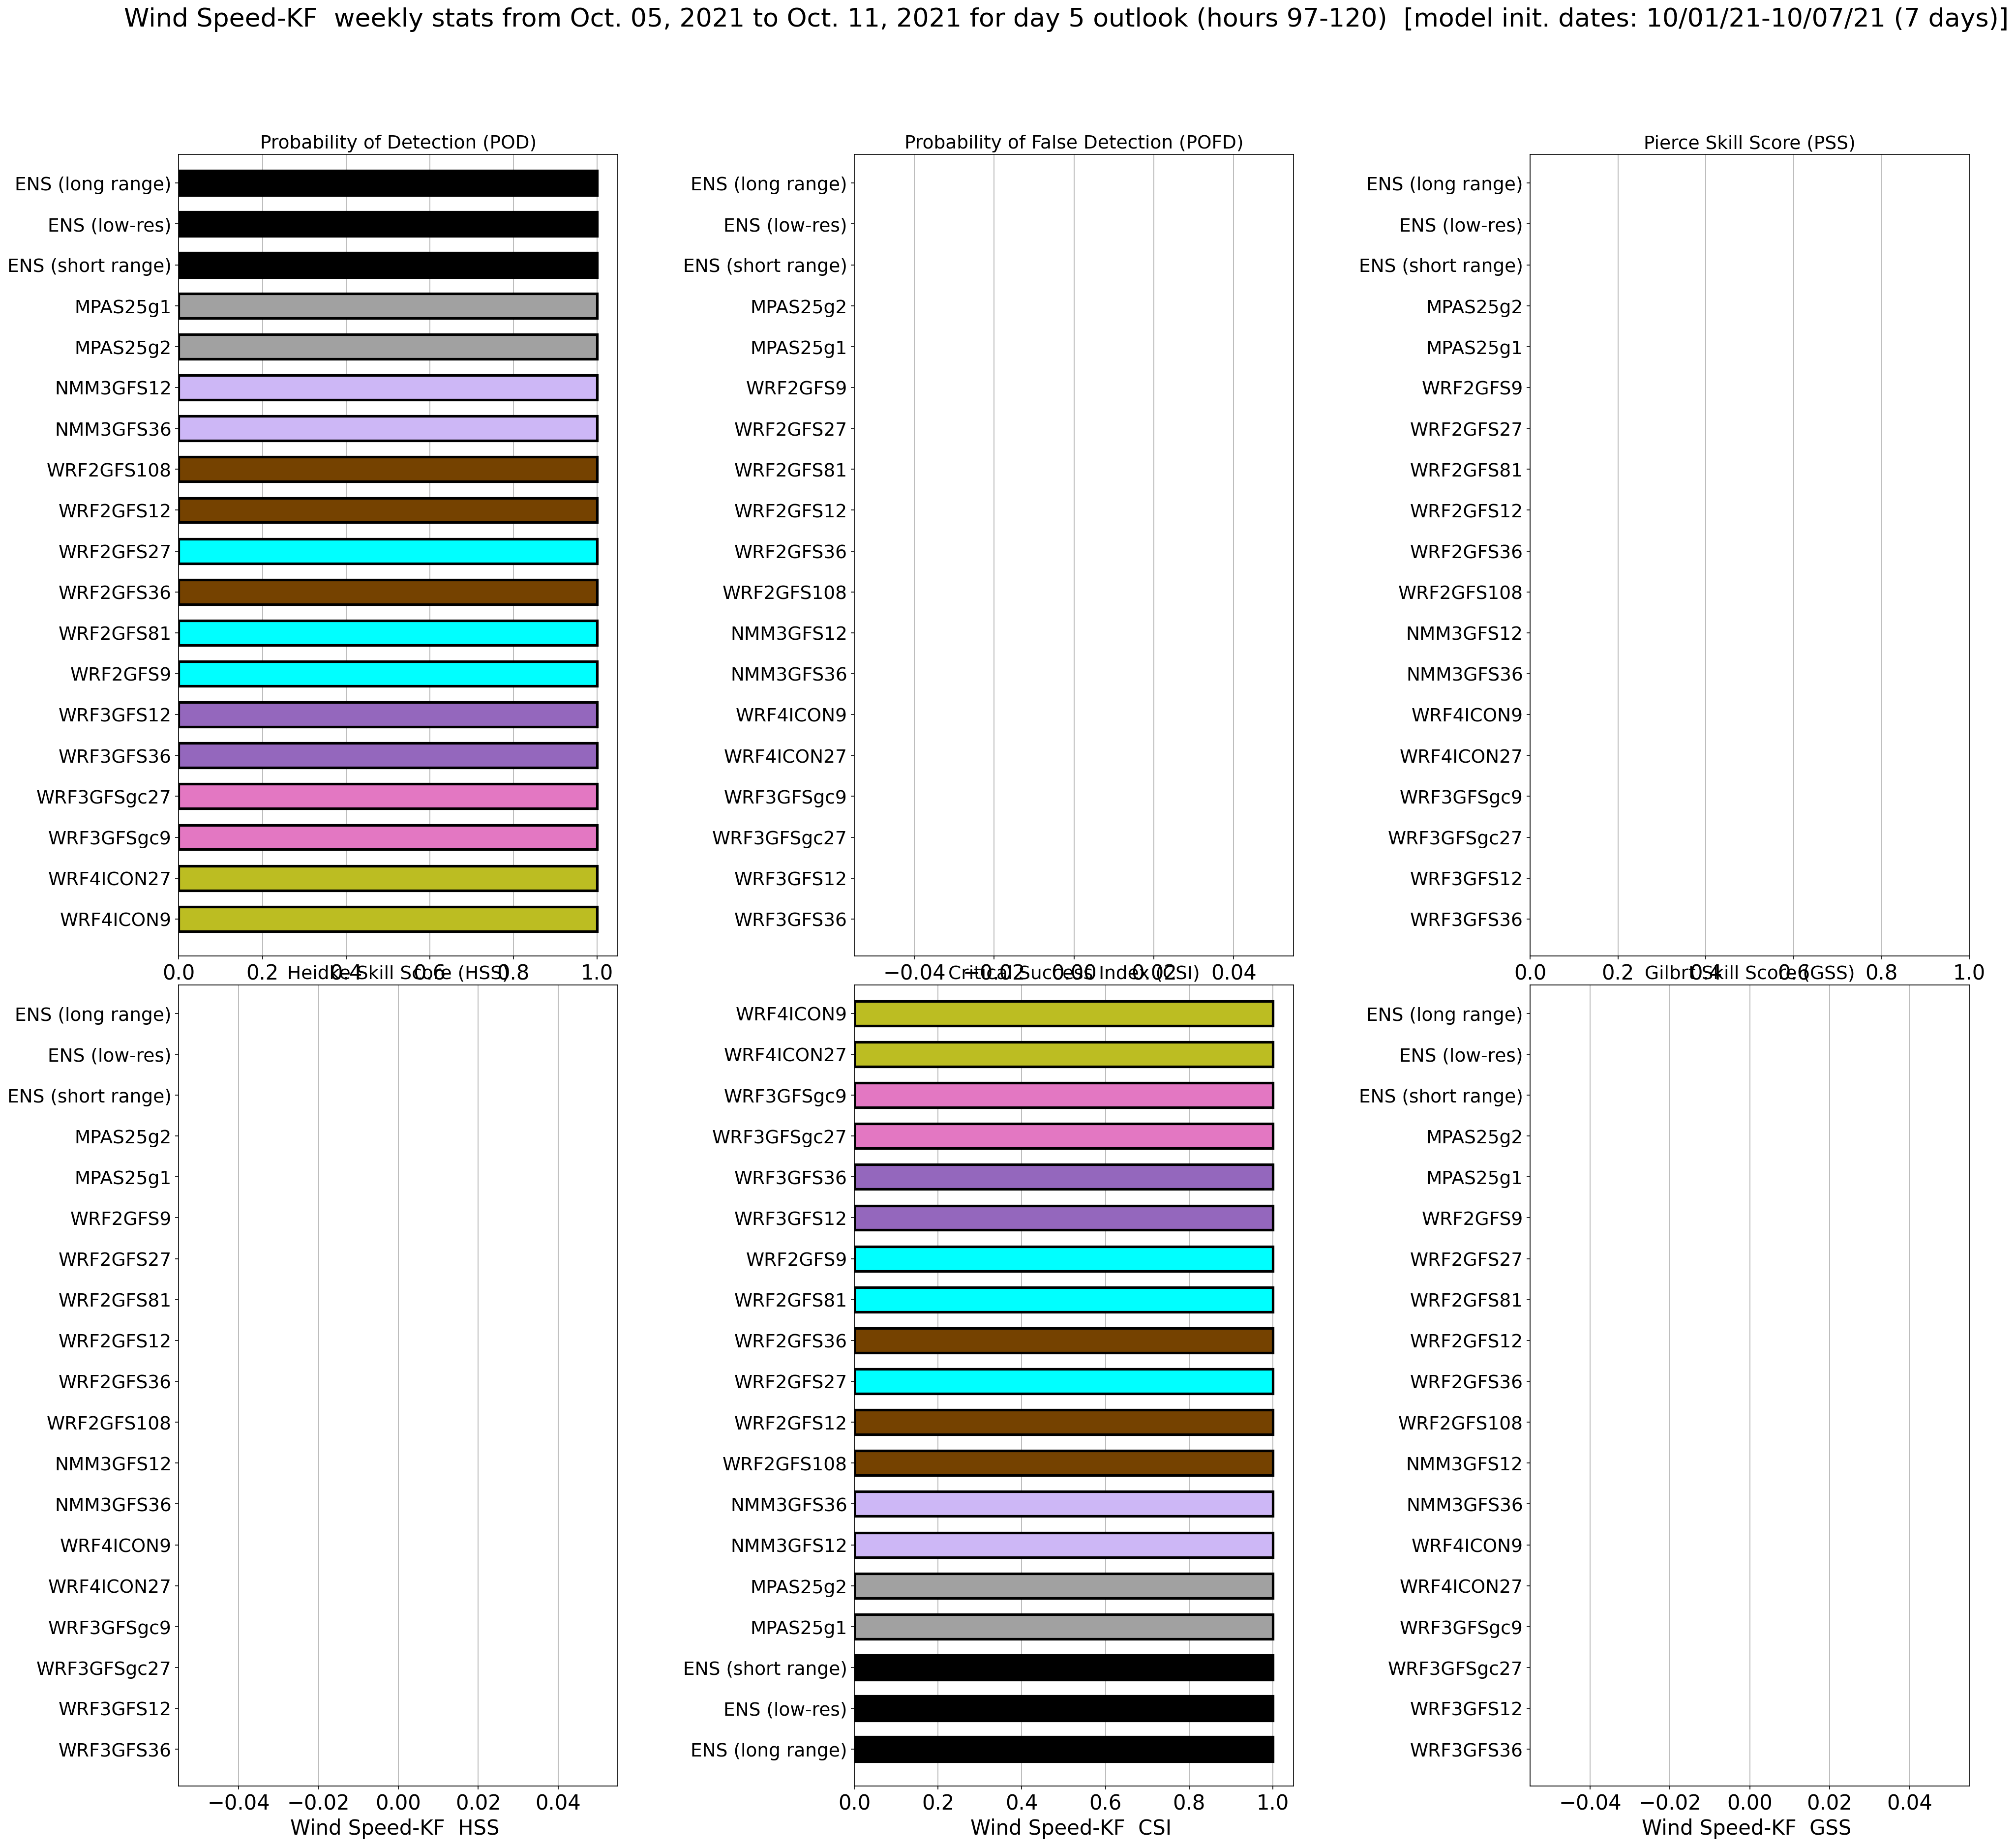 Wind Speed-KF  weekly stats from Oct. 05, 2021 to Oct. 11, 2021 for day 5 outlook (hours 97-120)  [model init. dates: 10/01/21-10/07/21 (7 days)]
Probability of Detection (POD)
ENS (long range)
ENS (low-res)
ENS (short range)
MPAS25g1
MPAS25g2
NMM3GFS12
NMM3GFS36
WRF2GFS108
WRF2GFS12
WRF2GFS27
WRF2GFS36
WRF2GFS81
WRF2GFS9
WRF3GFS12
WRF3GFS36
WRF3GFSgc27
WRF3GFSgc9
WRF4ICON27
WRF4ICON9
0.0 0.2 0.4 0.6 0.8 1.0
Probability of False Detection (POFD)
ENS (long range)
ENS (low-res)
ENS (short range)
MPAS25g2
MPAS25g1
WRF2GFS9
WRF2GFS27
WRF2GFS81
WRF2GFS12
WRF2GFS36
WRF2GFS108
NMM3GFS12
NMM3GFS36
WRF4ICON9
WRF4ICON27
WRF3GFSgc9
WRF3GFSgc27
WRF3GFS12
WRF3GFS36
−0.04 −0.02 0.00 0.02 0.04
Pierce Skill Score (PSS)
ENS (long range)
ENS (low-res)
ENS (short range)
MPAS25g2
MPAS25g1
WRF2GFS9
WRF2GFS27
WRF2GFS81
WRF2GFS12
WRF2GFS36
WRF2GFS108
NMM3GFS12
NMM3GFS36
WRF4ICON9
WRF4ICON27
WRF3GFSgc9
WRF3GFSgc27
WRF3GFS12
WRF3GFS36
0.0 0.2 0.4 0.6 0.8 1.0
Heidke Skill Score (HSS)
ENS (long range)
ENS (low-res)
ENS (short range)
MPAS25g2
MPAS25g1
WRF2GFS9
WRF2GFS27
WRF2GFS81
WRF2GFS12
WRF2GFS36
WRF2GFS108
NMM3GFS12
NMM3GFS36
WRF4ICON9
WRF4ICON27
WRF3GFSgc9
WRF3GFSgc27
WRF3GFS12
WRF3GFS36
−0.04 −0.02 0.00 0.02 0.04
Wind Speed-KF  HSS
Critical Success Index (CSI)
WRF4ICON9
WRF4ICON27
WRF3GFSgc9
WRF3GFSgc27
WRF3GFS36
WRF3GFS12
WRF2GFS9
WRF2GFS81
WRF2GFS36
WRF2GFS27
WRF2GFS12
WRF2GFS108
NMM3GFS36
NMM3GFS12
MPAS25g2
MPAS25g1
ENS (short range)
ENS (low-res)
ENS (long range)
0.0 0.2 0.4 0.6 0.8 1.0
Wind Speed-KF  CSI
Gilbrt Skill Score (GSS)
ENS (long range)
ENS (low-res)
ENS (short range)
MPAS25g2
MPAS25g1
WRF2GFS9
WRF2GFS27
WRF2GFS81
WRF2GFS12
WRF2GFS36
WRF2GFS108
NMM3GFS12
NMM3GFS36
WRF4ICON9
WRF4ICON27
WRF3GFSgc9
WRF3GFSgc27
WRF3GFS12
WRF3GFS36
−0.04 −0.02 0.00 0.02 0.04
Wind Speed-KF  GSS